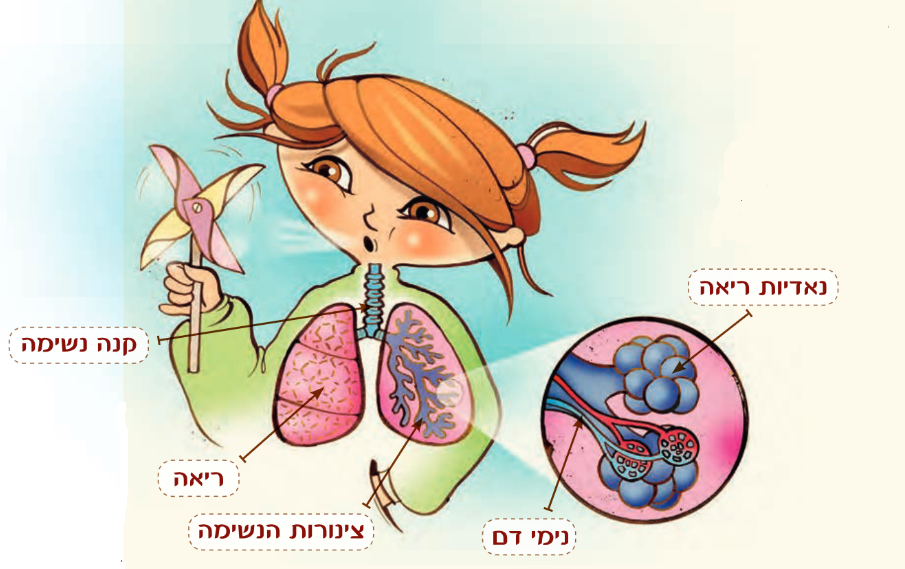 נאדיות ריאה
קנה נשימה
ריאה
צינורות הנשימה
נימי דם